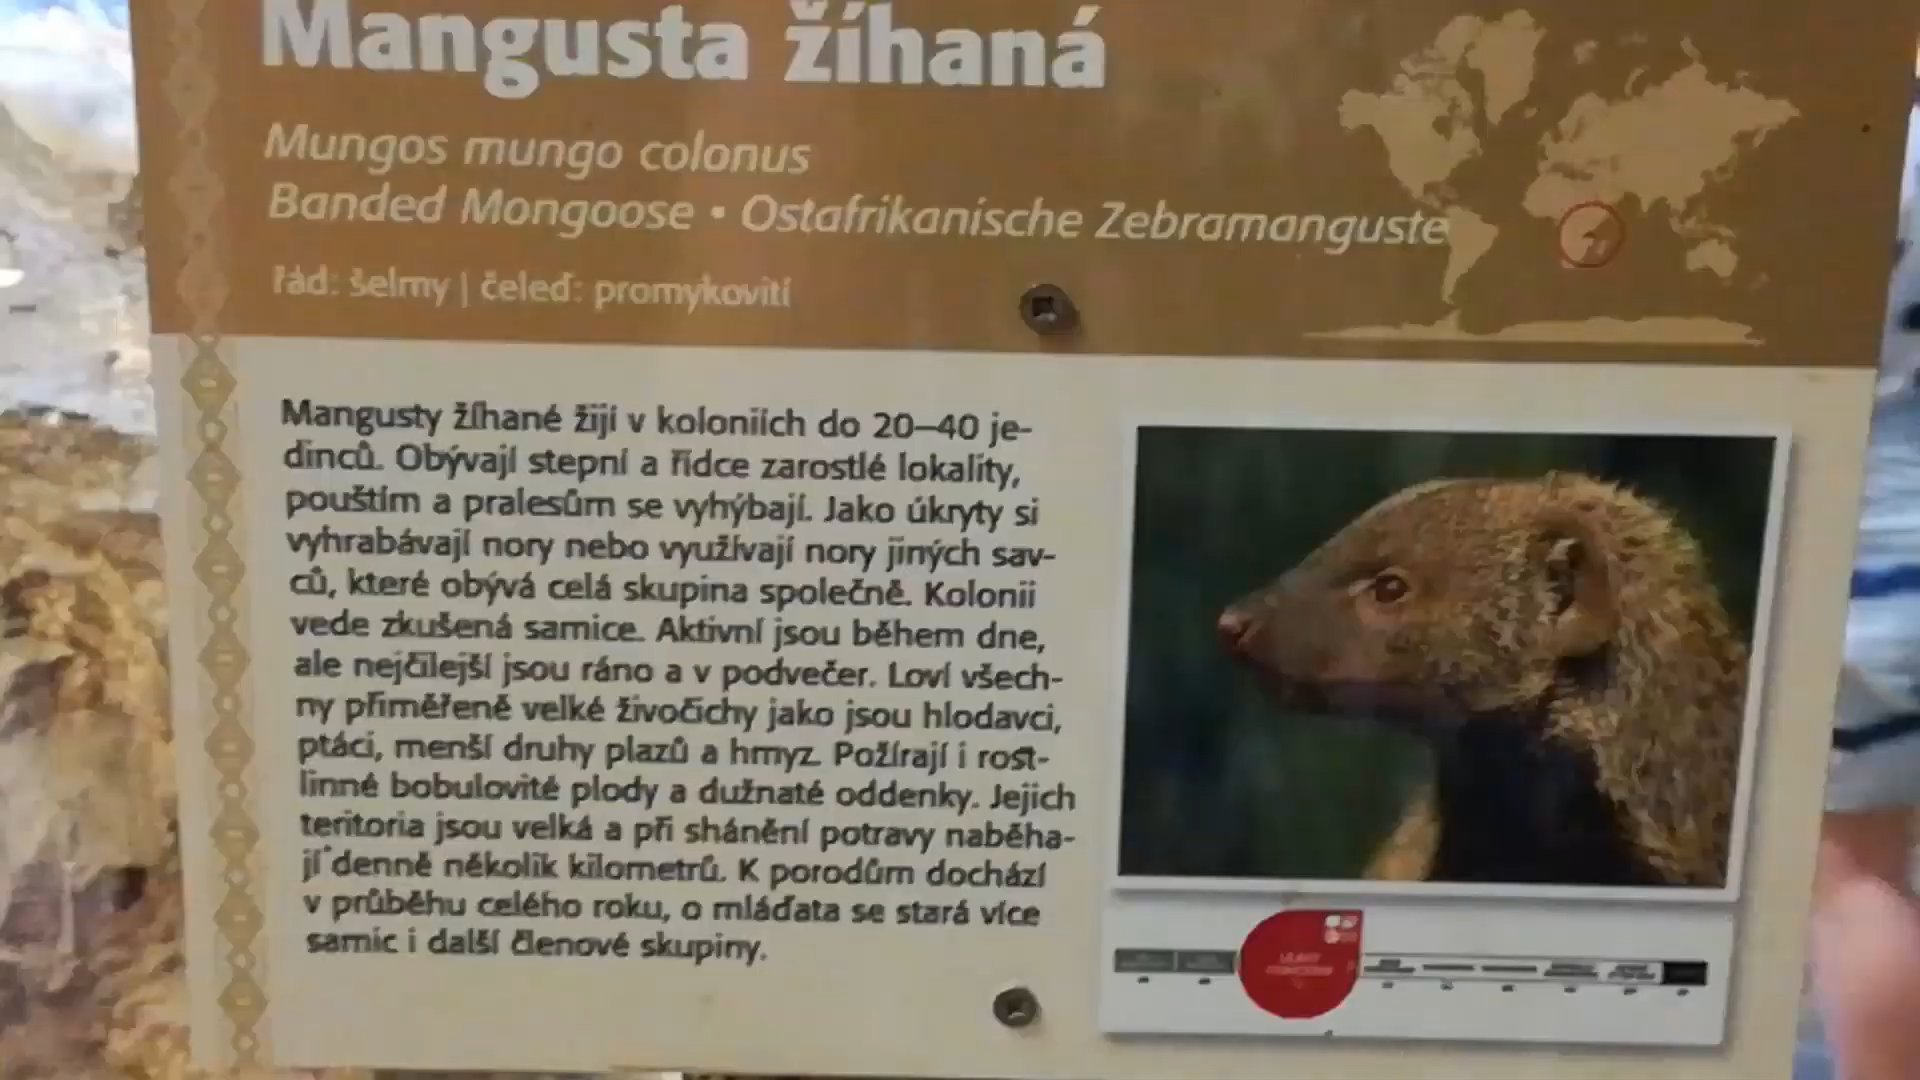 Mangusta žíhaná
Mungos mungo colonus
Banded Mongoose • Ostafrikanische Zebramanguste
řád: šelmy | čeleď: promykovití
Mangusty žíhané žijí v koloniích do 20–40 je-
dinců. Obývají stepní a řídce zarostlé lokality,
pouštím a pralesům se vyhýbají. Jako úkryty si
vyhrabávají nory nebo využívají nory jiných sav-
ců, které obývá celá skupina společně. Kolonii
vede zkušená samice. Aktivní jsou během dne,
ale nejčilejší jsou ráno a v podvečer. Loví všech-
ny přiměřeně velké živočichy jako jsou hlodavci,
ptáci, menší druhy plazů a hmyz. Požírají i rost-
linné bobulovité plody a dužnaté oddenky. Jejich
teritoria jsou velká a při shánění potravy naběha-
jí denně několik kilometrů. K porodům dochází
v průběhu celého roku, o mláďata se stará více
samic i další členové skupiny.